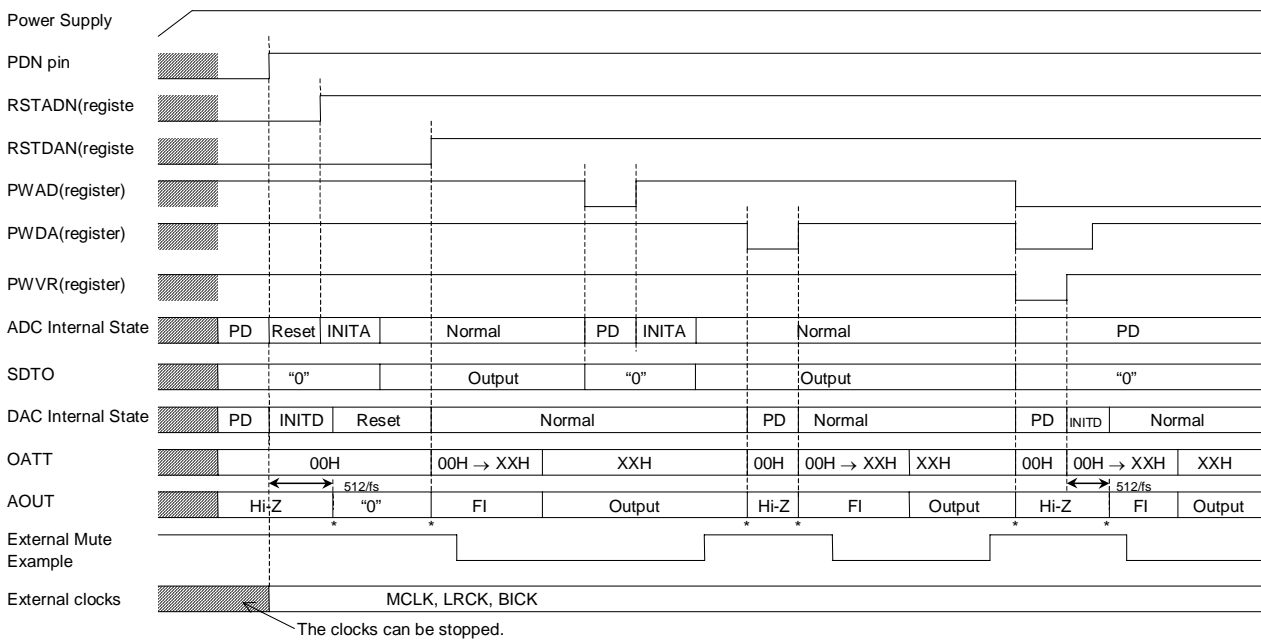 Power Supply
PDN pin
RSTADN(registe
RSTDAN(registe
PWAD(register)
PWDA(register)
PWVR(register)
ADC Internal State PD Reset INITA Normal PD INITA Normal PD
SDTO “0” Output “0” Output “0”
DAC Internal State PD INITD Reset Normal PD Normal PD INITD Normal
OATT 00H 00H → XXH XXH 00H 00H → XXH XXH 00H 00H → XXH XXH
512/fs 512/fs
AOUT Hi-Z “0” FI Output Hi-Z FI Output Hi-Z FI Output
* * * * * *
External Mute
Example
External clocks MCLK, LRCK, BICK
The clocks can be stopped.